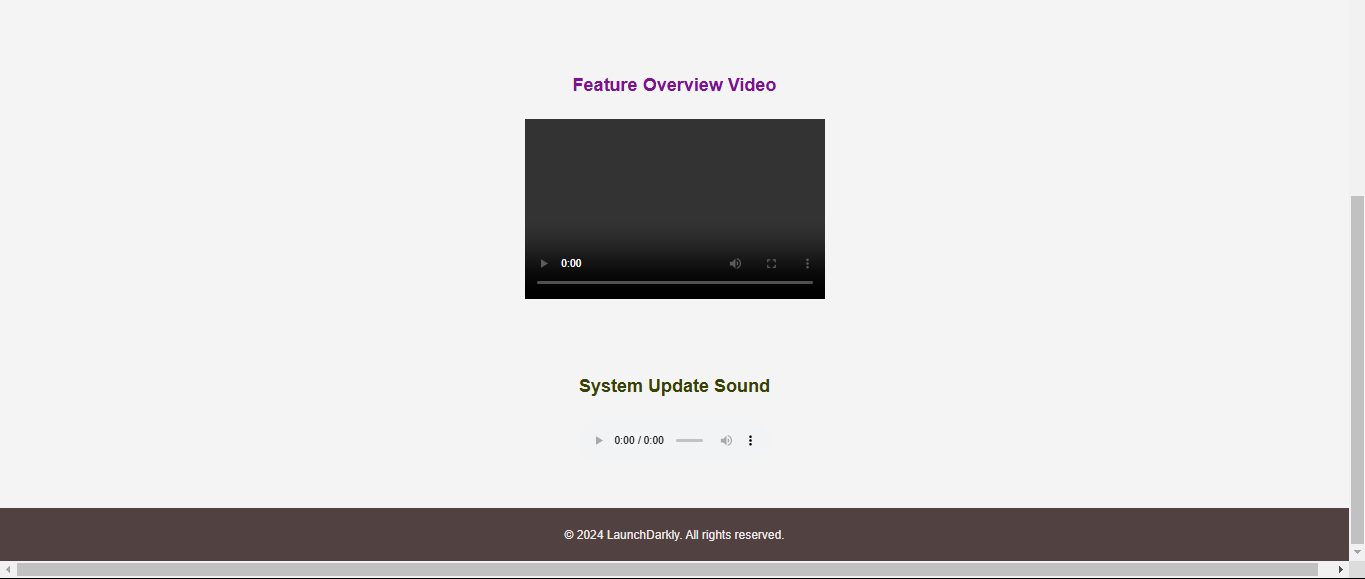 Feature Overview Video
0:00
System Update Sound
0:00 / 0:00
© 2024 LaunchDarkly. All rights reserved.